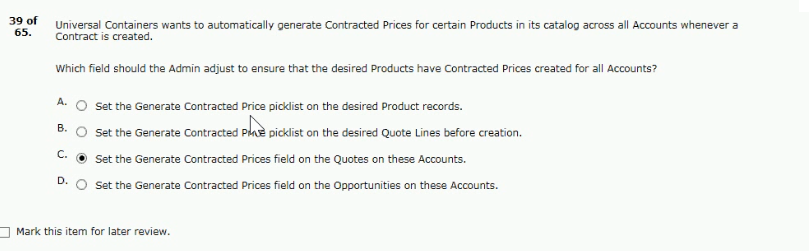 39 of
65.
Universal Containers wants to automatically generate Contracted Prices for certain Products in its catalog across all Accounts whenever a
Contract is created.
Which field should the Admin adjust to ensure that the desired Products have Contracted Prices created for all Accounts?
A. Set the Generate Contracted Price picklist on the desired Product records.
B. Set the Generate Contracted Price picklist on the desired Quote Lines before creation.
C. Set the Generate Contracted Prices field on the Quotes on these Accounts.
D. Set the Generate Contracted Prices field on the Opportunities on these Accounts.
Mark this item for later review.